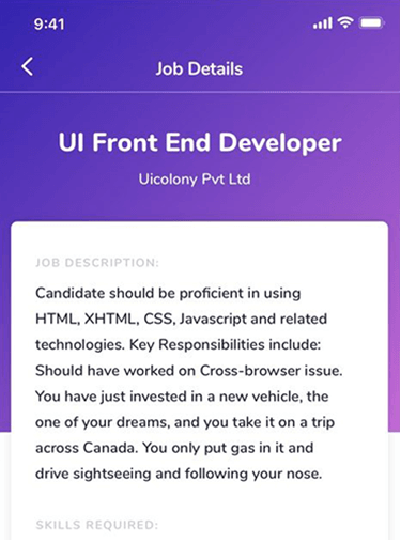 9:41
Job Details
UI Front End Developer
Uicolony Pvt Ltd
JOB DESCRIPTION:
Candidate should be proficient in using
HTML, XHTML, CSS, Javascript and related
technologies. Key Responsibilities include:
Should have worked on Cross-browser issue.
You have just invested in a new vehicle, the
one of your dreams, and you take it on a trip
across Canada. You only put gas in it and
drive sightseeing and following your nose.
SKILLS REQUIRED: